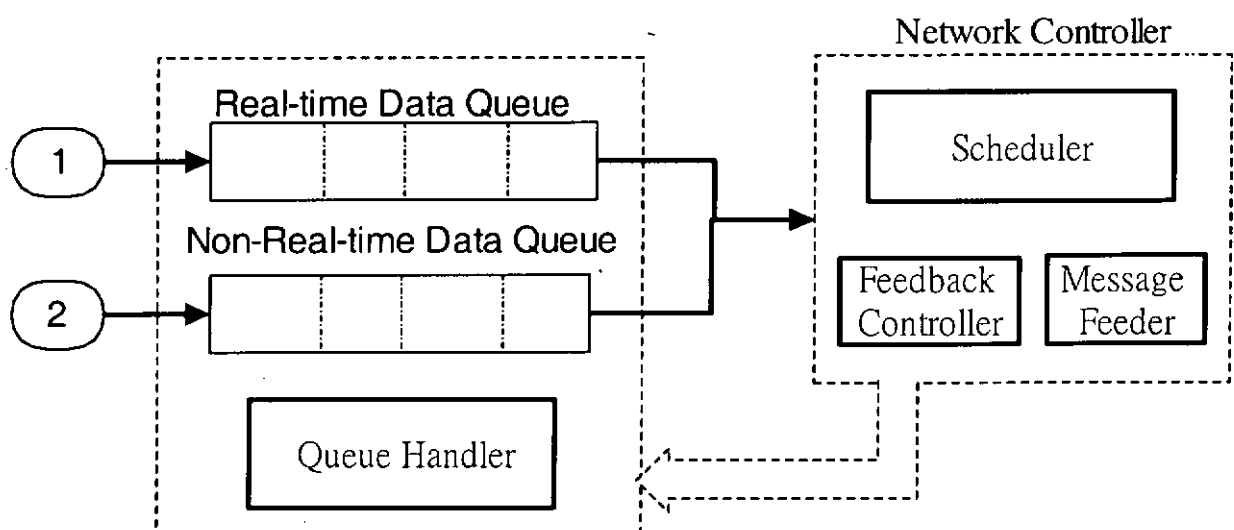 Network Controller
Real-time Data Queue
1
Scheduler
Non-Real-time Data Queue
2
Feedback
Controller
Message
Feeder
Queue Handler